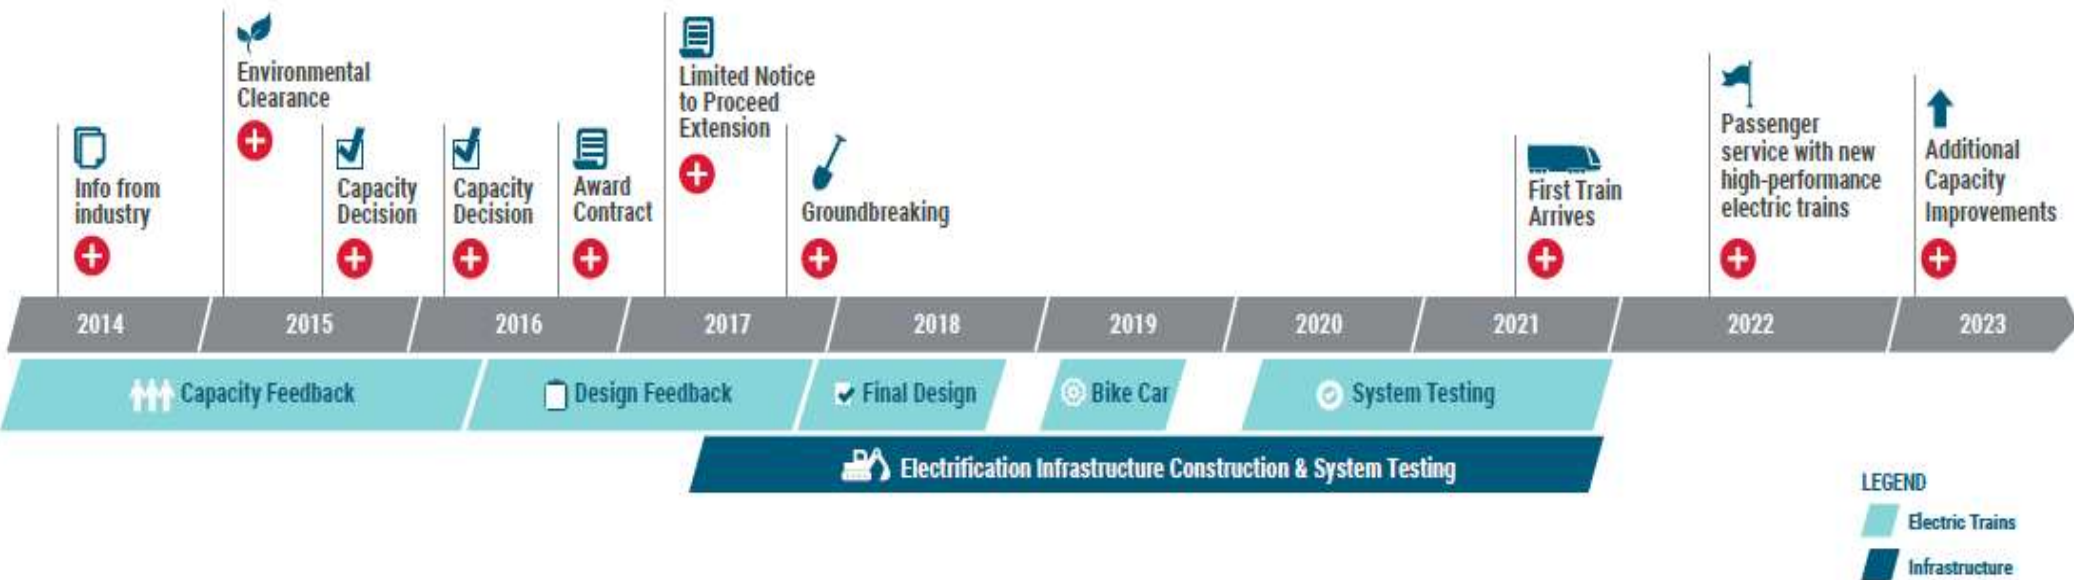 Environmental
Clearance
Limited Notice
to Proceed
Extension
Info from
industry
Capacity
Decision
Capacity
Decision
Award
Contract
Groundbreaking
First Train
Arrives
Passenger
service with new
high-performance
electric trains
Additional
Capacity
Improvements
2014
2015
2016
2017
2018
2019
2020
2021
2022
2023
Capacity Feedback
Design Feedback
Final Design
Bike Car
System Testing
Electrification Infrastructure Construction & System Testing
LEGEND
Electric Trains
Infrastructure